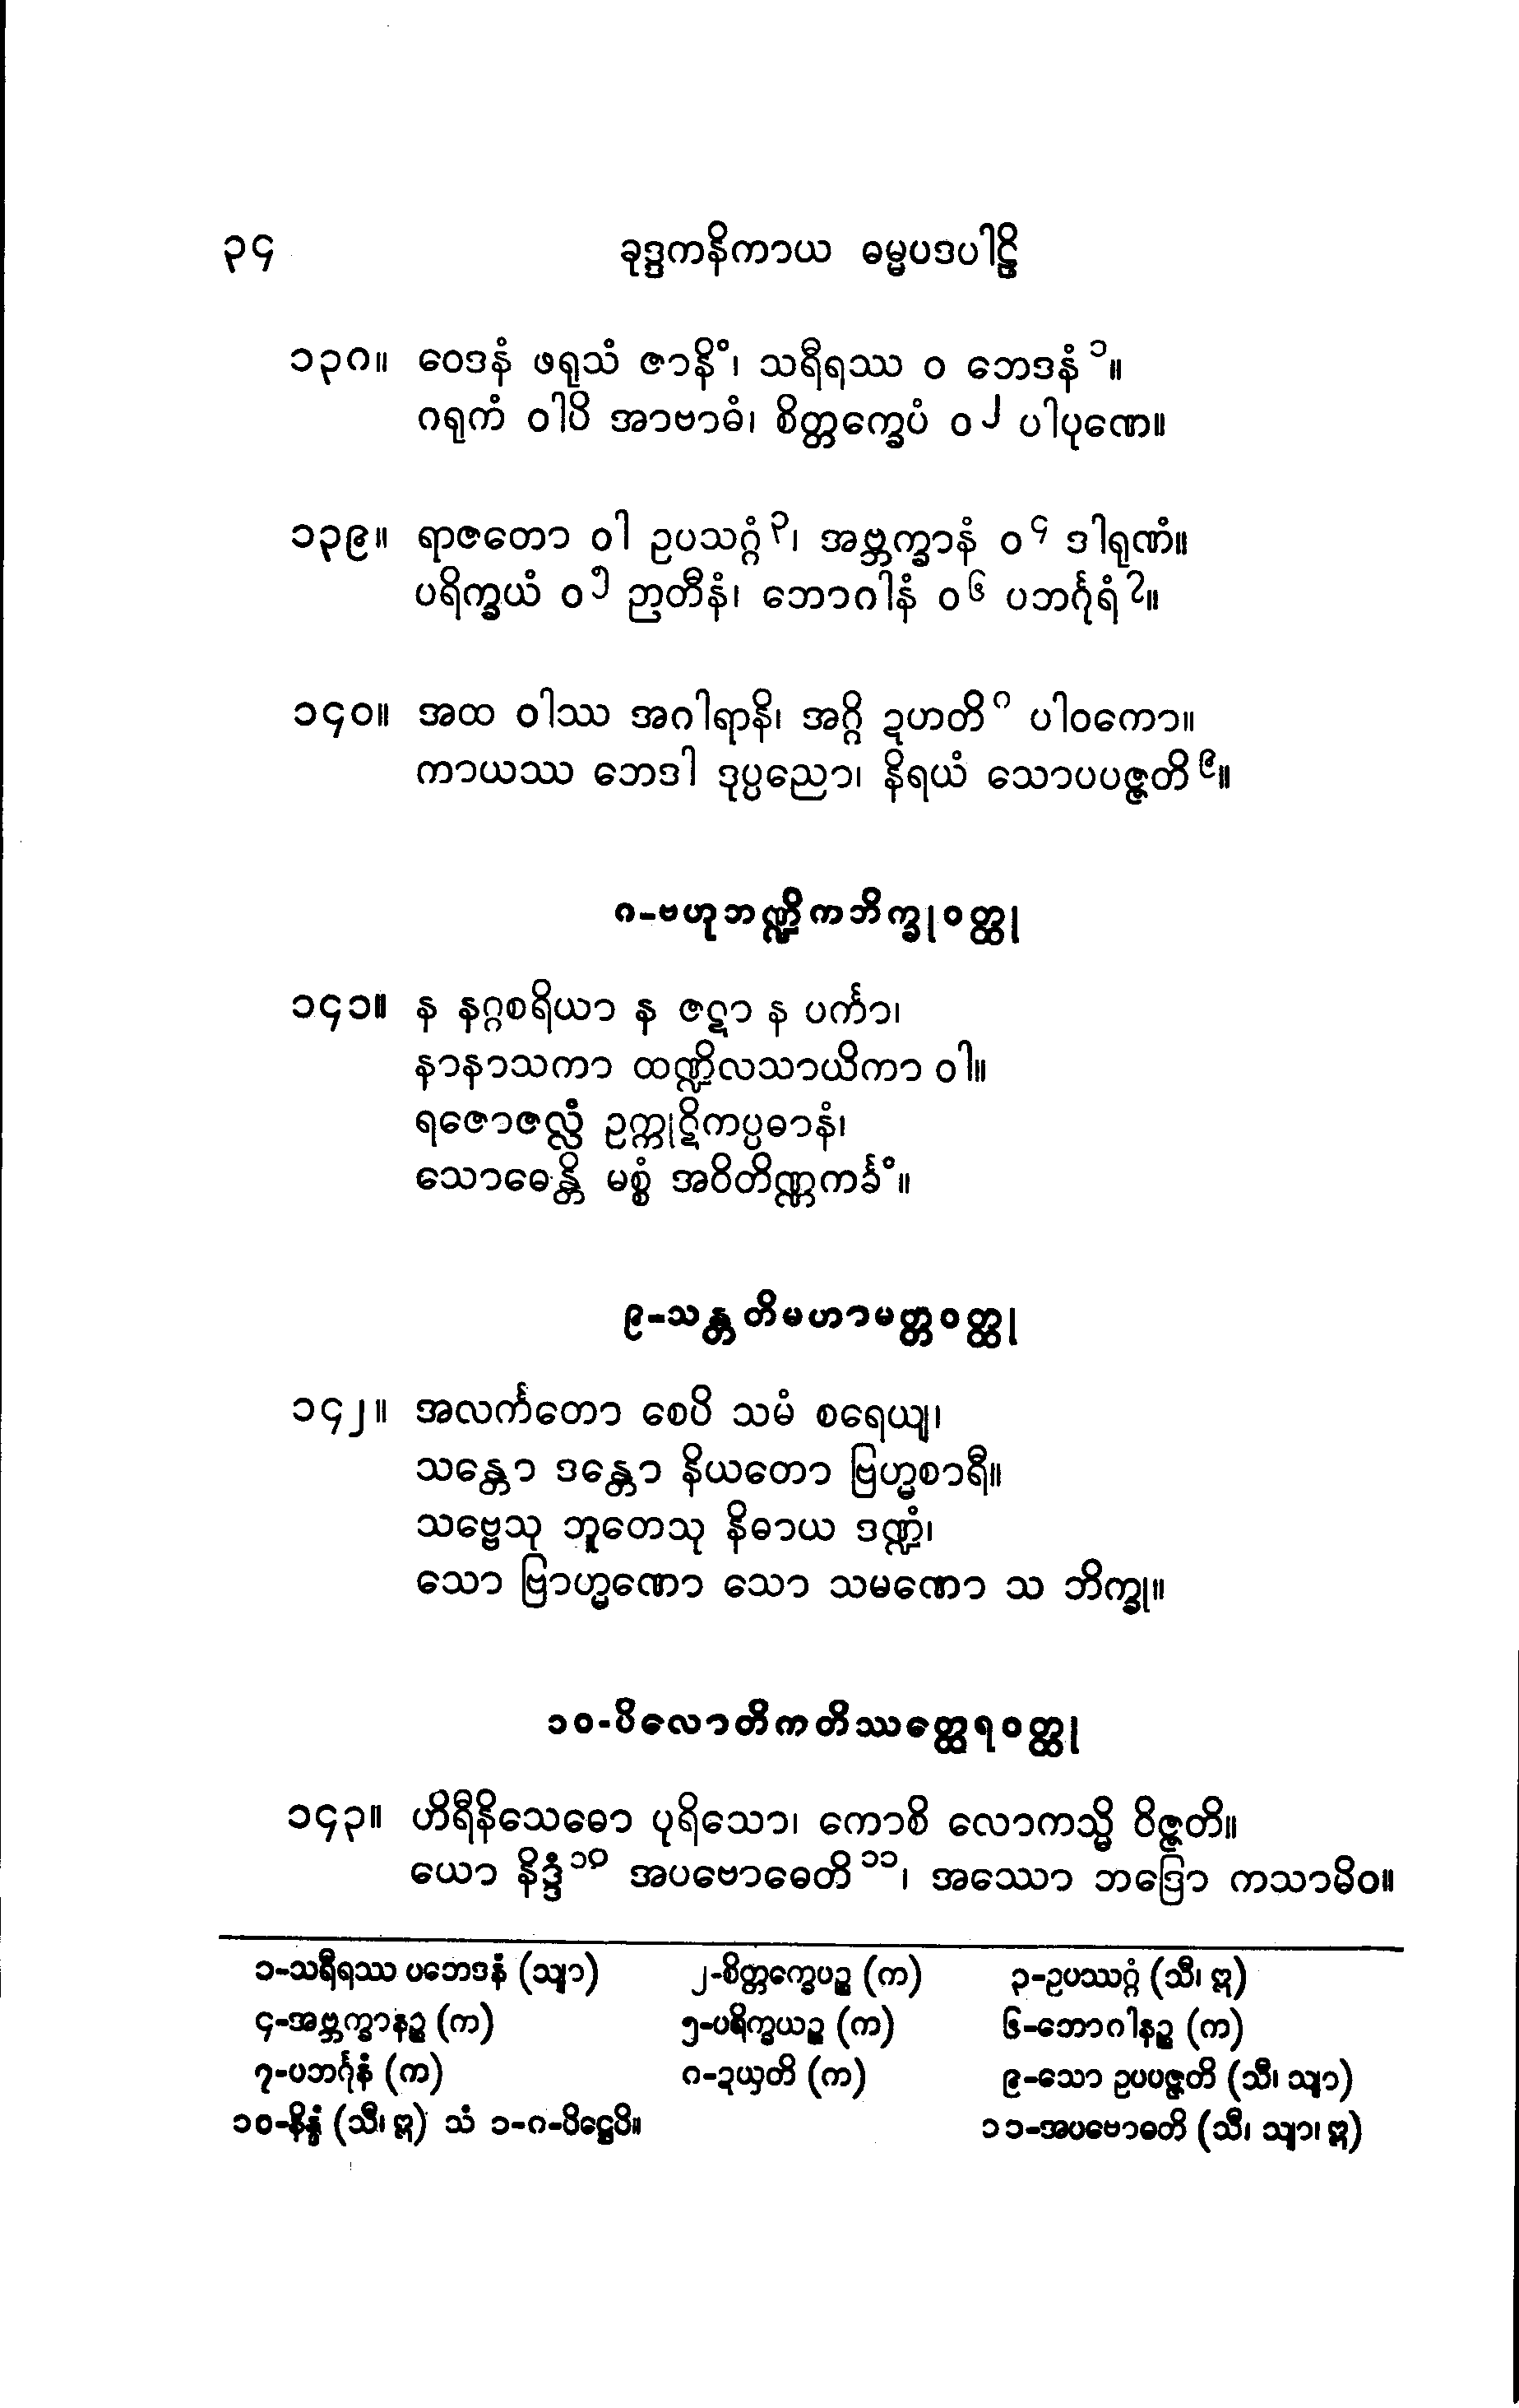 ၃၄ ခုဒ္ဒကနိကာယ ဓမ္မပဒပါဠိ
၁၃၈။ ဝေဒနံ ဖရုသံ ဇာနိံ၊ သရီရဿ ဝ ဘေဒနံ ၁။
ဂရုကံ ဝါပိ အာဗာဓံ၊ စိတ္တက္ခေပံ ဝ ၂ ပါပုဏေ။
၁၃၉။ ရာဇတော ဝါ ဥပသဂ္ဂံ ၃၊ အဗ္ဘက္ခာနံ ဝ ၄ ဒါရုဏံ။
ပရိက္ခယံ ဝ ၅ ဉာတီနံ၊ ဘောဂါနံ ဝ ၆ ပဘင်္ဂုရံ ၇။
၁၄၀။ အထ ဝါဿ အဂါရာနိ၊ အဂ္ဂိ ဍဟတိ ၈ ပါဝကော။
ကာယဿ ဘေဒါ ဒုပ္ပညော၊ နိရယံ သောပပဇ္ဇတိ ၉။
၈-ဗဟုဘဏ္ဍိကဘိက္ခုဝတ္ထု
၁၄၁။ န နဂ္ဂစရိယာ န ဇဋာ န ပင်္ကာ၊
နာနာသကာ ထဏ္ဍိလသာယိကာ ဝါ။
ရဇောဇလ္လံ ဥက္ကုဋိကပ္ပဓာနံ၊
သောဓေန္တိ မစ္စံ အဝိတိဏ္ဏကင်္ခံ။
၉-သန္တတိမဟာမတ္တဝတ္ထု
၁၄၂။ အလင်္ကတော စေပိ သမံ စရေယျ၊
သန္တော ဒန္တော နိယတော ဗြဟ္မစာရီ။
သဗ္ဗေသု ဘူတေသု နိဓာယ ဒဏ္ဍံ၊
သော ဗြာဟ္မဏော သော သမဏော သ ဘိက္ခု။
၁၀-ပိလောတိကတိဿတ္ထေရဝတ္ထု
၁၄၃။ ဟိရီနိသေဓော ပုရိသော၊ ကောစိ လောကသ္မိ ဝိဇ္ဇတိ။
ယော နိဒ္ဒံ ၁၀ အပဗောဓေတိ ၁၁၊ အဿော ဘဒြော ကသာမိဝ။
၁-သရီရဿ ပဘေဒနံ (သျာ) ၂-စိတ္တက္ခေပဉ္စ (က) ၃-ဥပဿဂ္ဂံ (သီ၊ ဣ)
၄-အဗ္ဘက္ခာနဉ္စ (က) ၅-ပရိက္ခယဉ္စ (က) ၆-ဘောဂါနဉ္စ (က)
၇-ပဘင်္ဂုနံ (က) ၈-ဍယှတိ (က) ၉-သော ဥပပဇ္ဇတိ (သီ၊ သျာ)
၁၀-နိန္ဒံ (သီ၊ ဣ) သံ ၁-၈-ပိဋ္ဌေပိ။ ၁၁-အပဗောဓတိ (သီ၊ သျာ၊ ဣ)